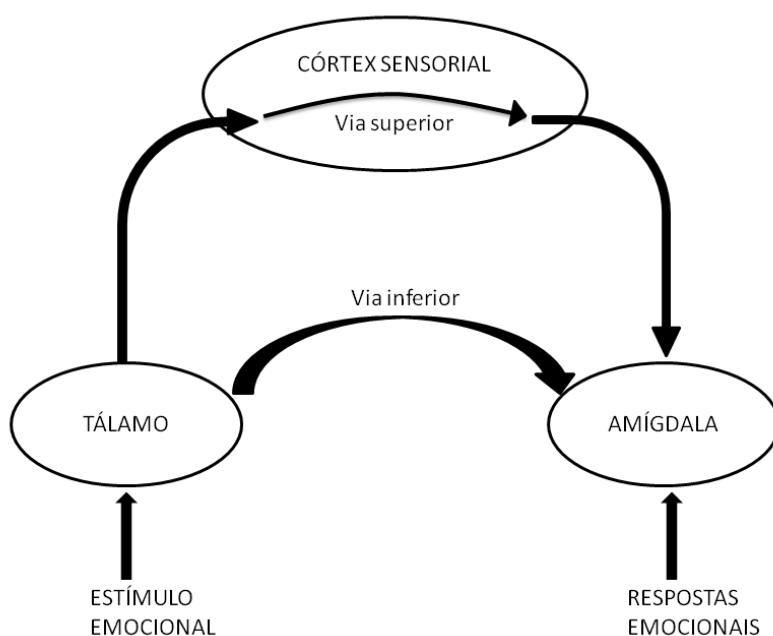 CÓRTEX SENSORIAL
Via superior
Via inferior
TÁLAMO
AMÍGDALA
ESTÍMULO
EMOCIONAL
RESPOSTAS
EMOCIONAIS